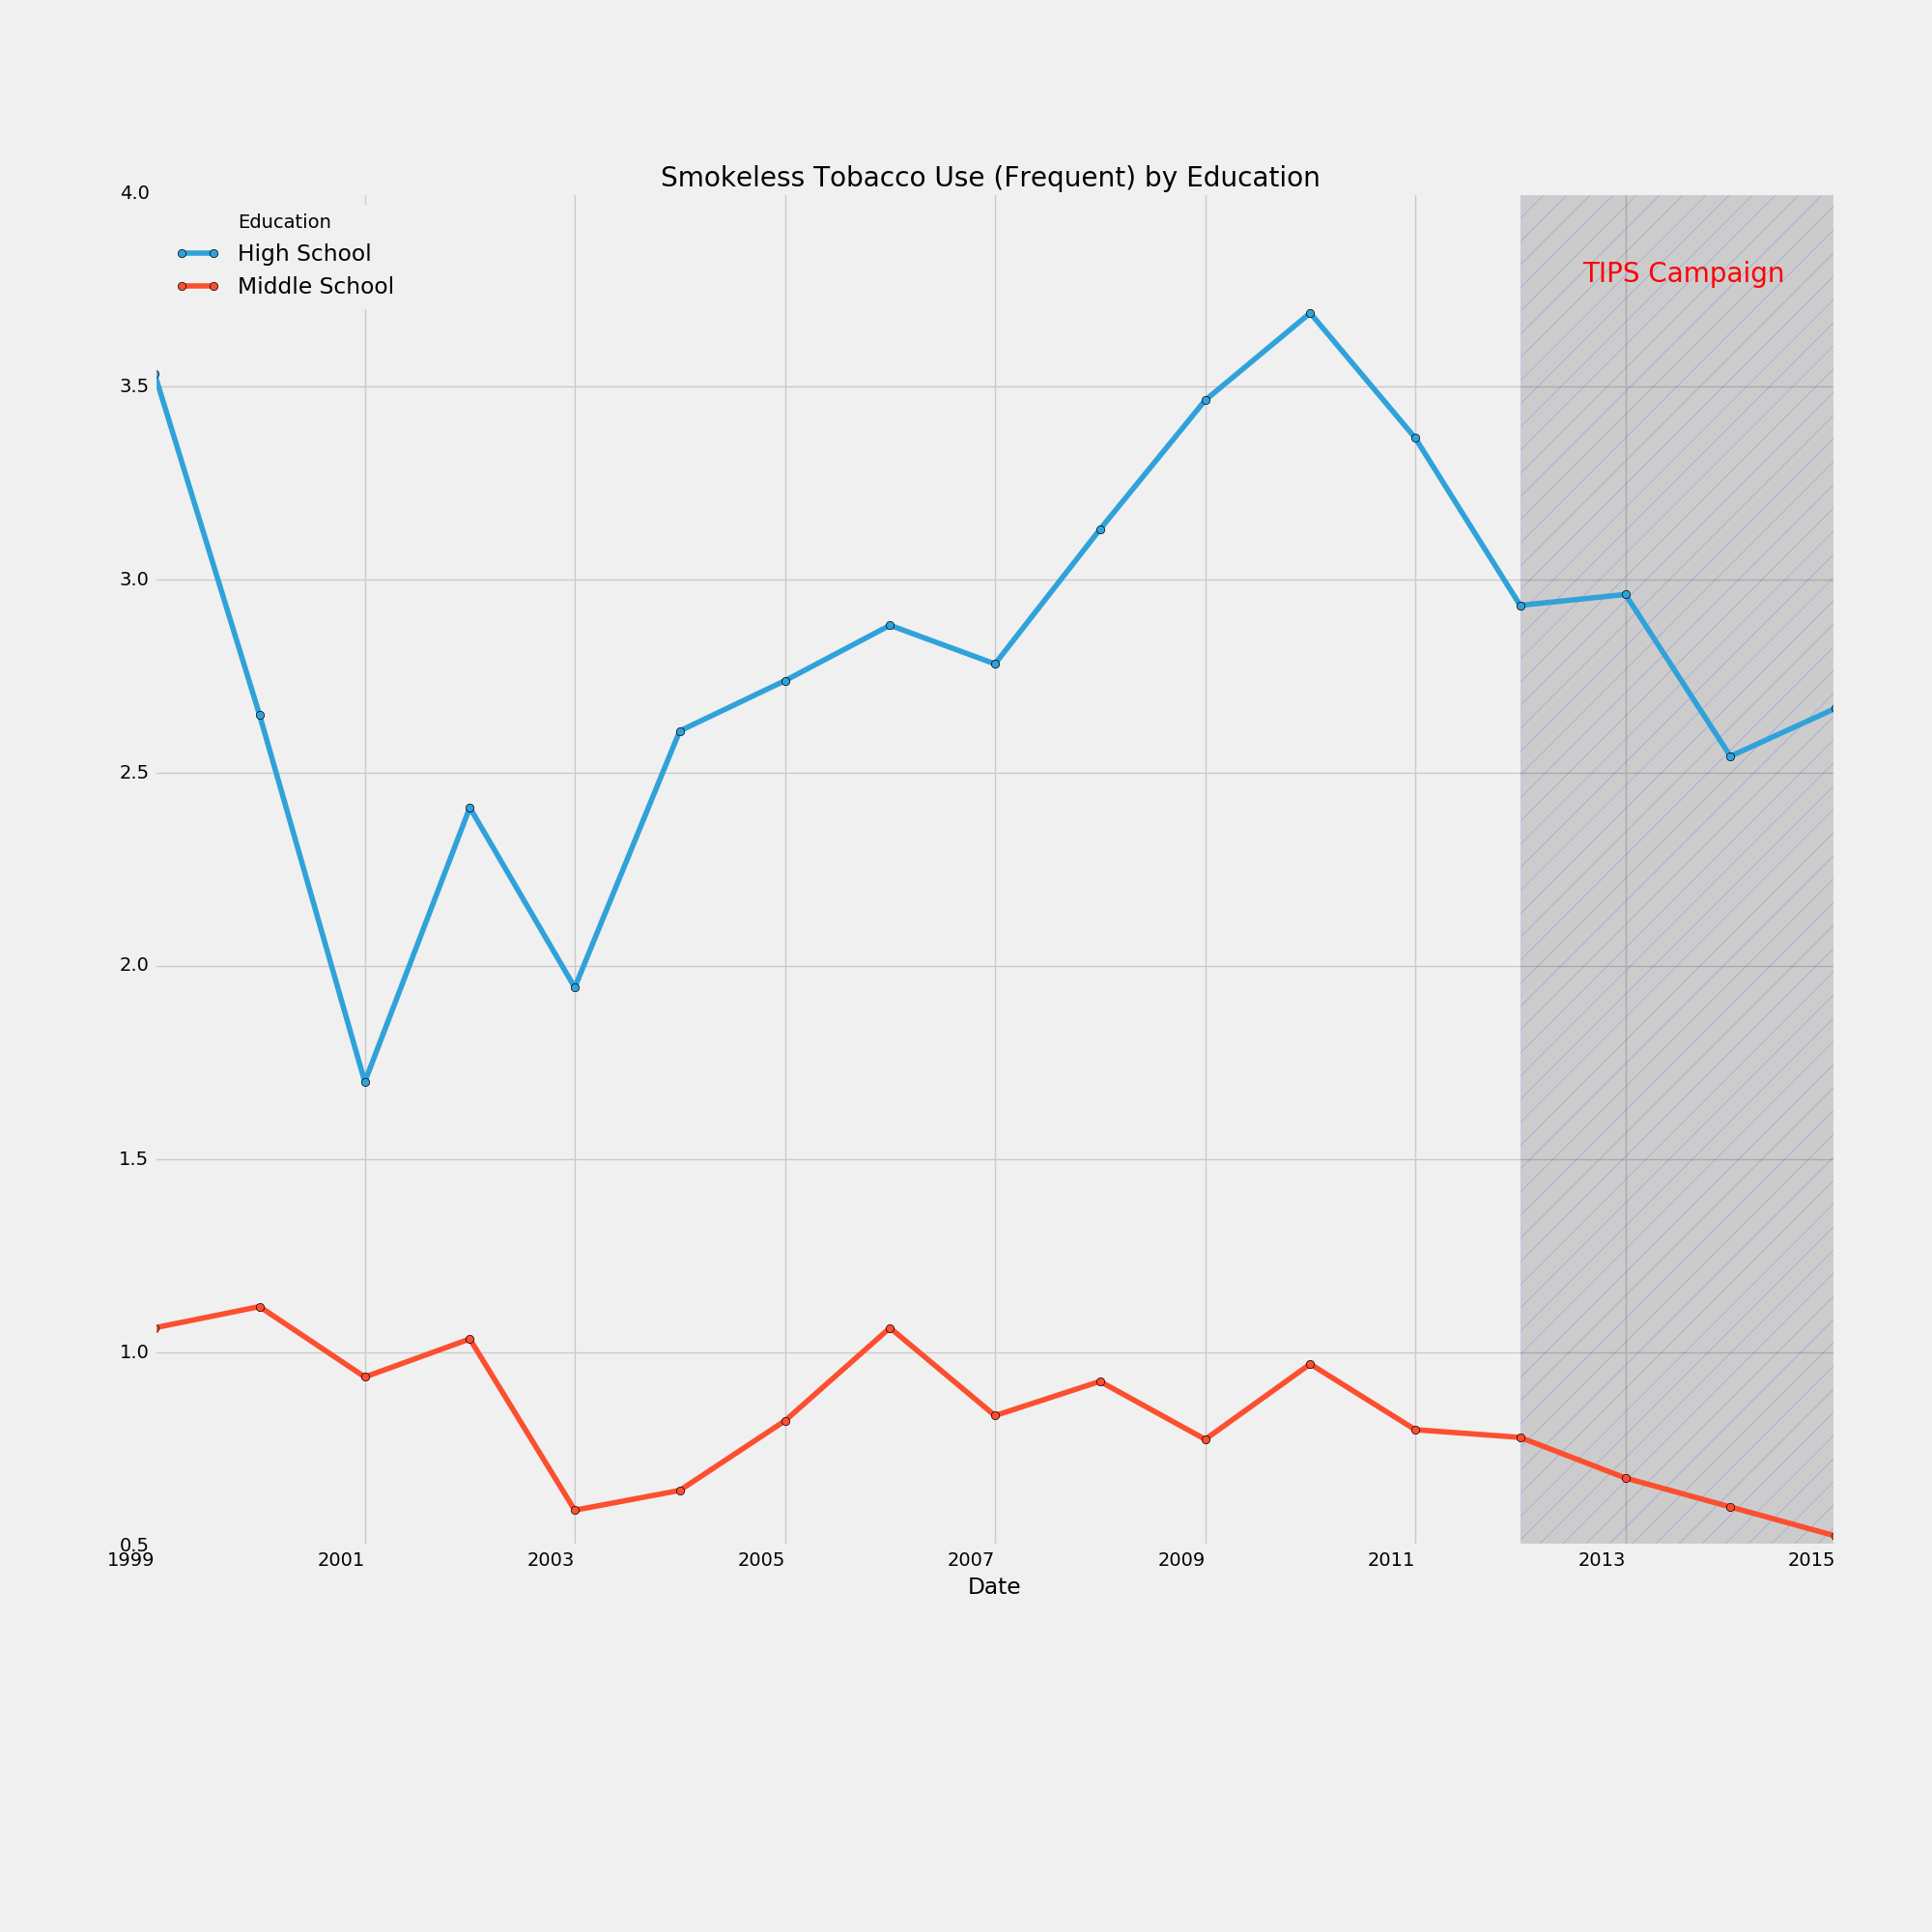 Smokeless Tobacco Use (Frequent) by Education
4.0
Education
High School
Middle School
TIPS Campaign
3.5
3.0
2.5
2.0
1.5
1.0
0.5
1999 2001 2003 2005 2007 2009 2011 2013 2015
Date